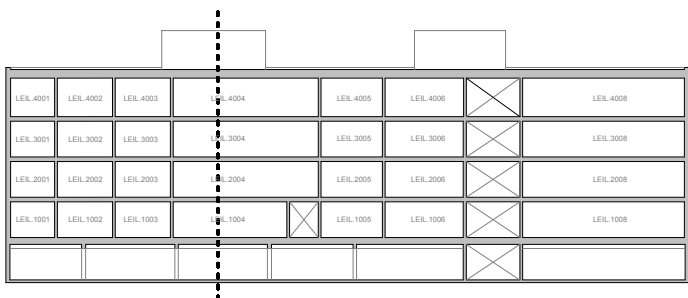 LEIL.4001 LEIL.4002 LEIL.4003 LEIL.4004 LEIL.4005 LEIL.4006 LEIL.4008
LEIL.3001 LEIL.3002 LEIL.3003 LEIL.3004 LEIL.3005 LEIL.3006 LEIL.3008
LEIL.2001 LEIL.2002 LEIL.2003 LEIL.2004 LEIL.2005 LEIL.2006 LEIL.2008
LEIL.1001 LEIL.1002 LEIL.1003 LEIL.1004 LEIL.1005 LEIL.1006 LEIL.1008